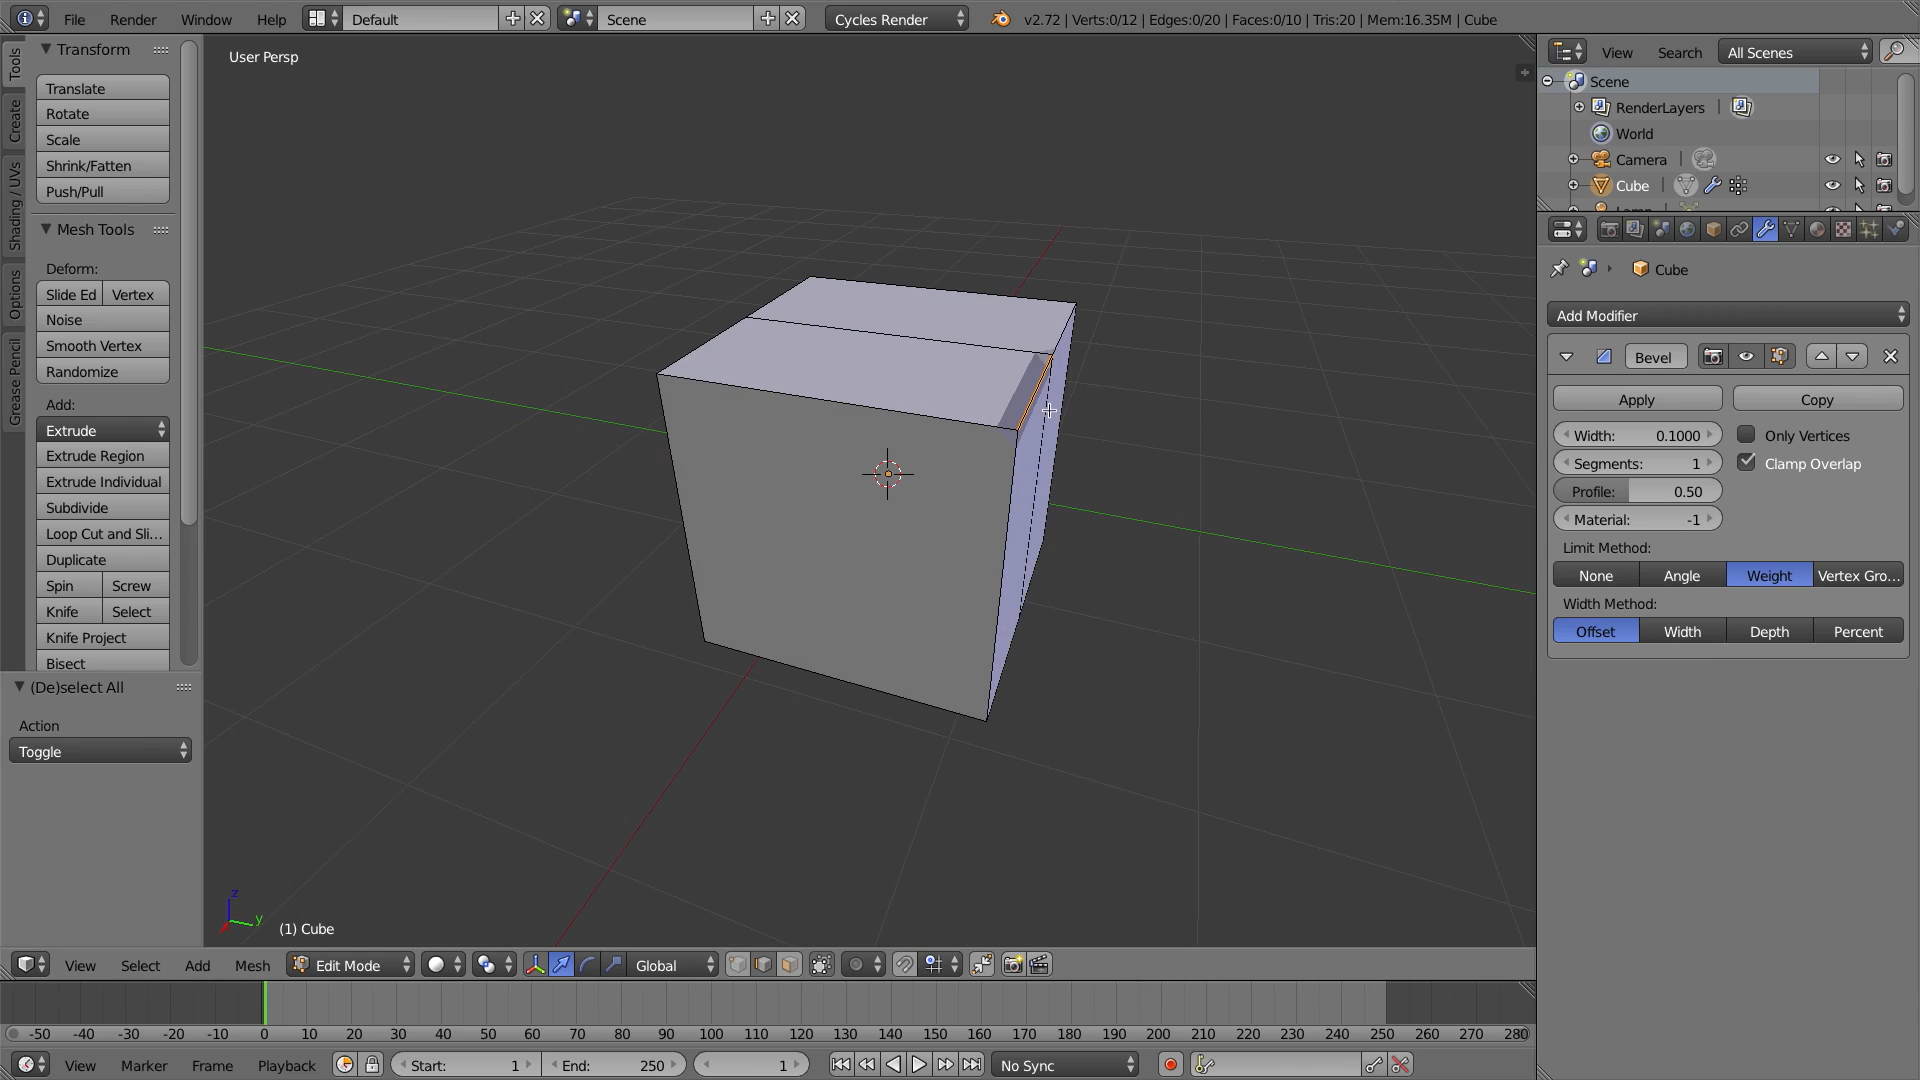 File Render Window Help Default Scene Cycles Render v2.72 | Verts:0/12 | Edges:0/20 | Faces:0/10 | Tris:20 | Mem:16.35M | Cube
Tools
Create
Shading / UVs
Options
Grease Pencil
Transform
Translate
Rotate
Scale
Shrink/Fatten
Push/Pull
Mesh Tools
Deform:
Slide Ed Vertex
Noise
Smooth Vertex
Randomize
Add:
Extrude
Extrude Region
Extrude Individual
Subdivide
Loop Cut and Sli...
Duplicate
Spin Screw
Knife Select
Knife Project
Bisect
(De)select All
Action
Toggle
User Persp
z
y
(1) Cube
View Search All Scenes
Scene
RenderLayers
World
Camera
Cube
Cube
Add Modifier
Bevel
Apply Copy
Width: 0.1000 Only Vertices
Segments: 1 Clamp Overlap
Profile: 0.50
Material: -1
Limit Method:
None Angle Weight Vertex Gro...
Width Method:
Offset Width Depth Percent
View Select Add Mesh Edit Mode Global
-50 -40 -30 -20 -10 0 10 20 30 40 50 60 70 80 90 100 110 120 130 140 150 160 170 180 190 200 210 220 230 240 250 260 270 280
View Marker Frame Playback Start: 1 End: 250 1 No Sync